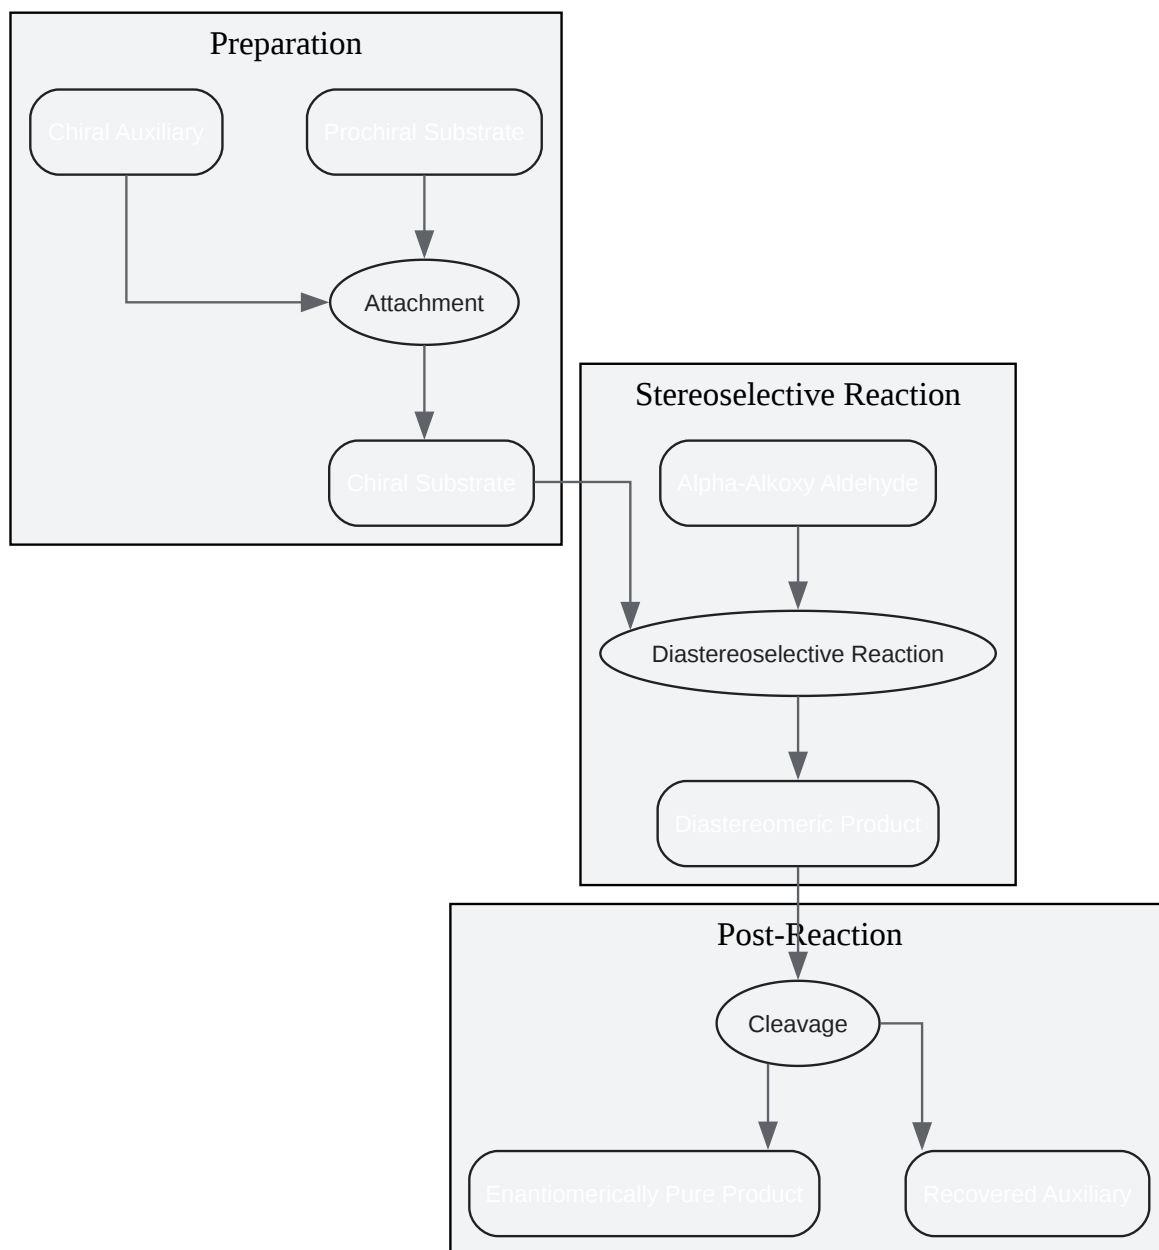 Preparation
Chiral Auxiliary
Prochiral Substrate
Attachment
Chiral Substrate
Stereoselective Reaction
Alpha-Alkoxy Aldehyde
Diastereoselective Reaction
Diastereomeric Product
Post-Reaction
Cleavage
Enantiomerically Pure Product
Recovered Auxiliary